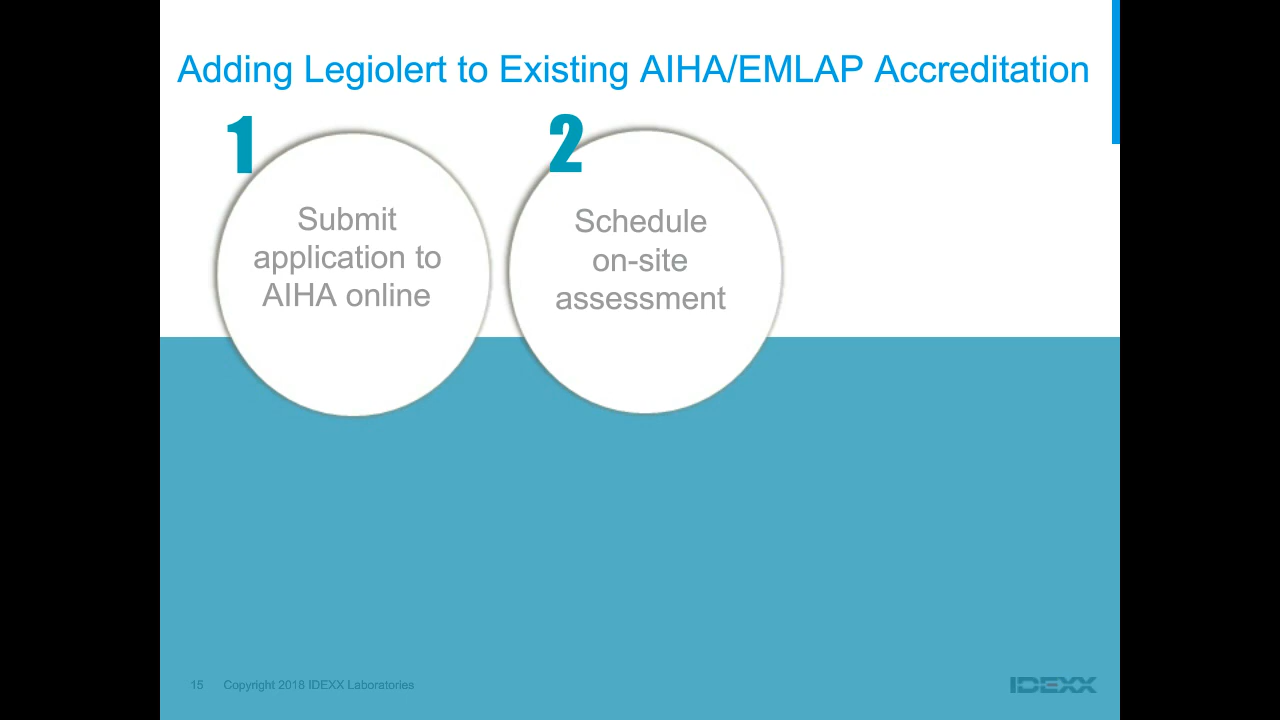 Adding Legiolert to Existing AIHA/EMLAP Accreditation
1
Submit
application to
AIHA online
2
Schedule
on-site
assessment
15 Copyright 2018 IDEXX Laboratories
IDEXX